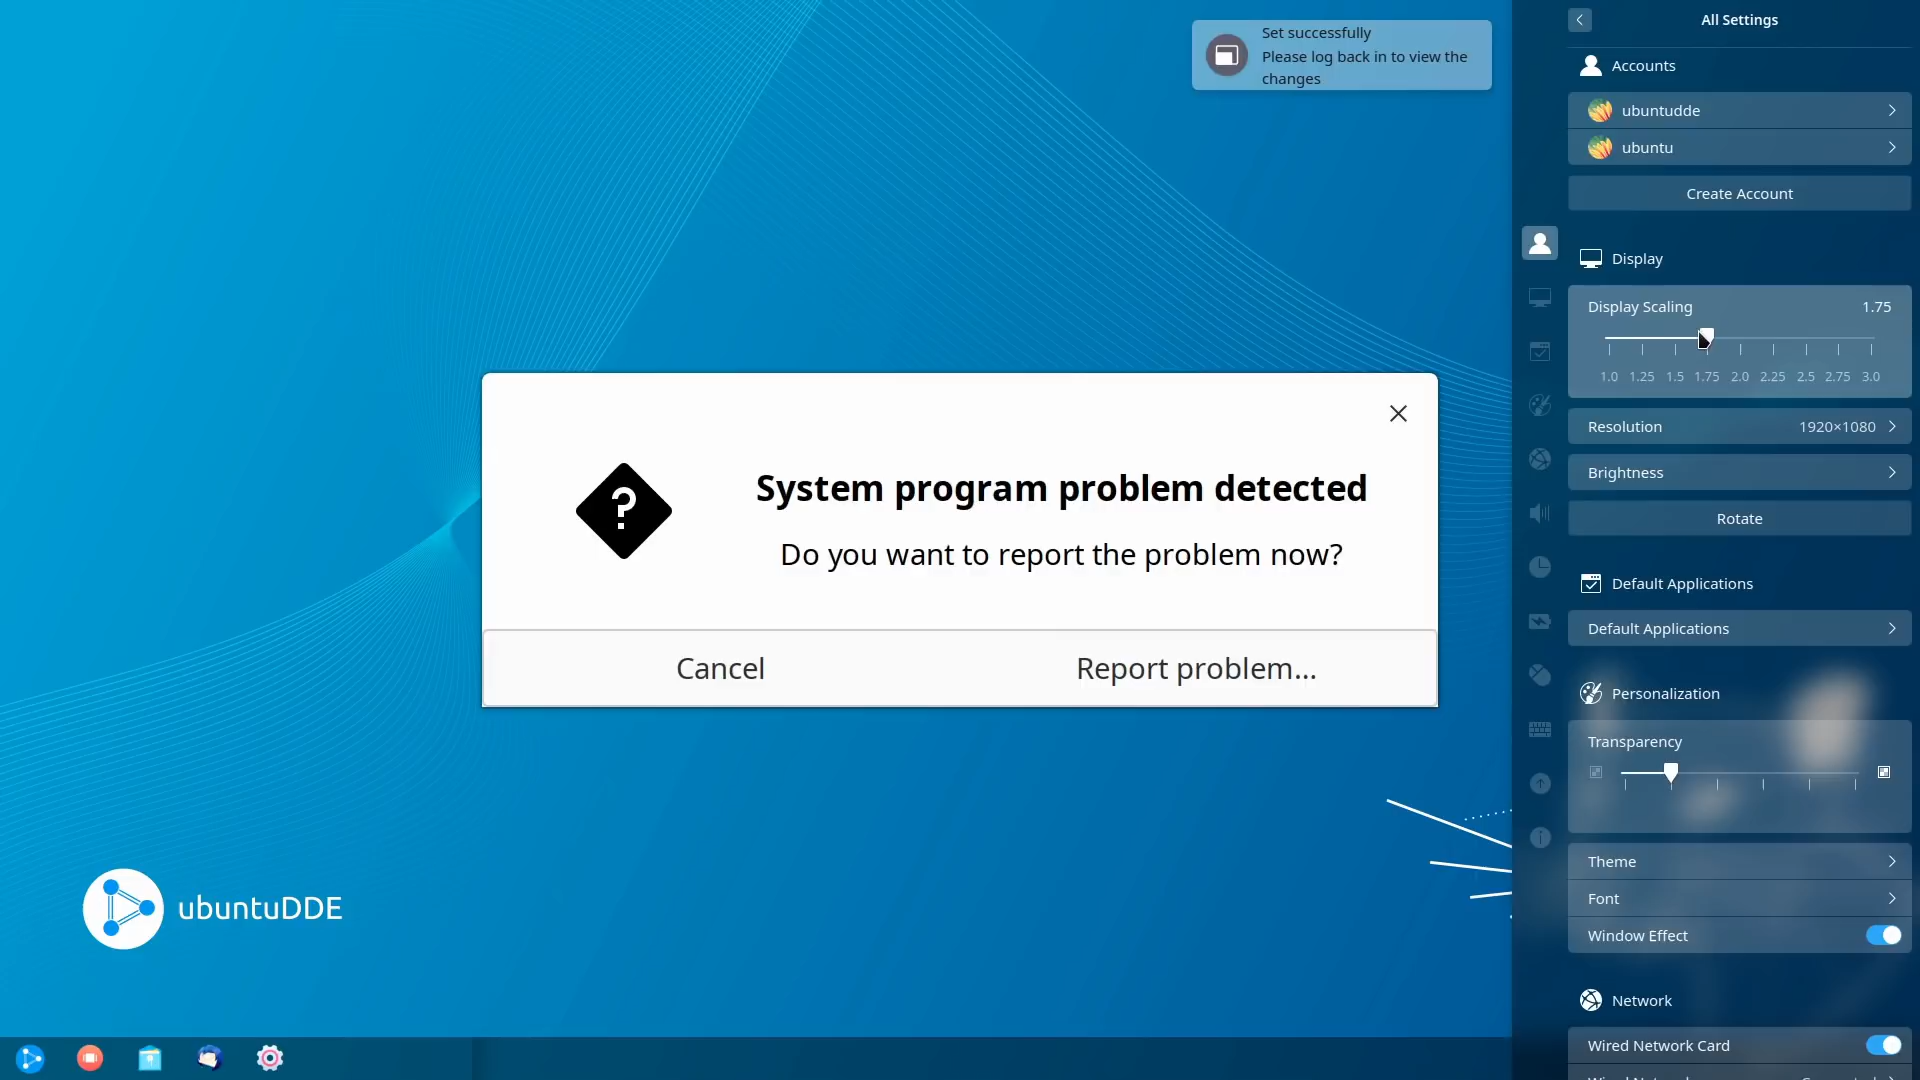 Set successfully
Please log back in to view the
changes
System program problem detected
Do you want to report the problem now?
Cancel
Report problem...
ubuntuDDE
All Settings
Accounts
ubuntudde
ubuntu
Create Account
Display
Display Scaling 1.75
1.0 1.25 1.5 1.75 2.0 2.25 2.5 2.75 3.0
Resolution 1920×1080
Brightness
Rotate
Default Applications
Default Applications
Personalization
Transparency
Theme
Font
Window Effect
Network
Wired Network Card